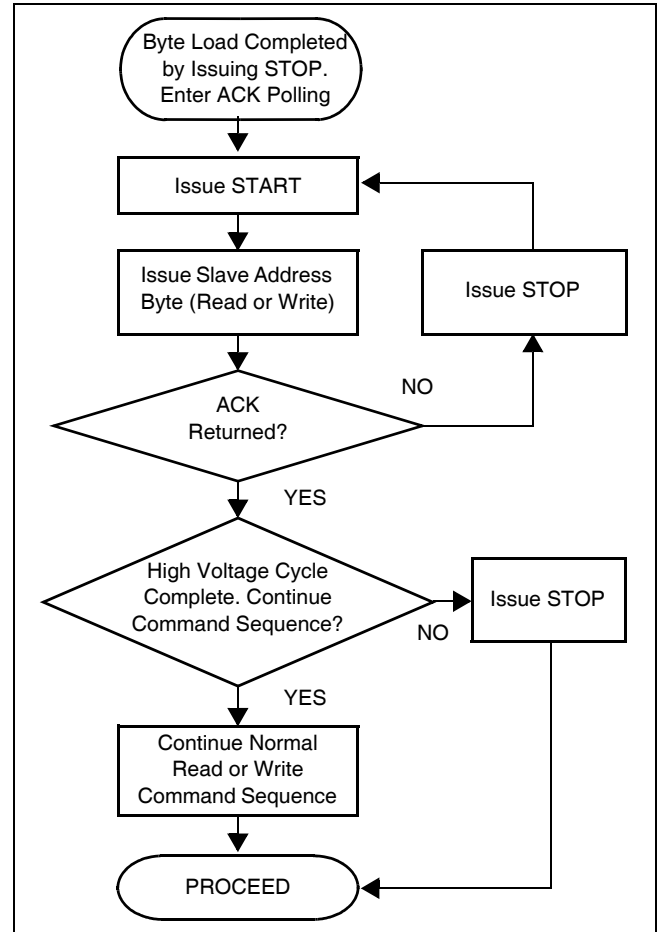 Byte Load Completed
by Issuing STOP.
Enter ACK Polling
Issue START
Issue Slave Address
Byte (Read or Write)
Issue STOP
ACK
Returned?
NO
YES
High Voltage Cycle
Complete. Continue
Command Sequence?
Issue STOP
NO
YES
Continue Normal
Read or Write
Command Sequence
PROCEED